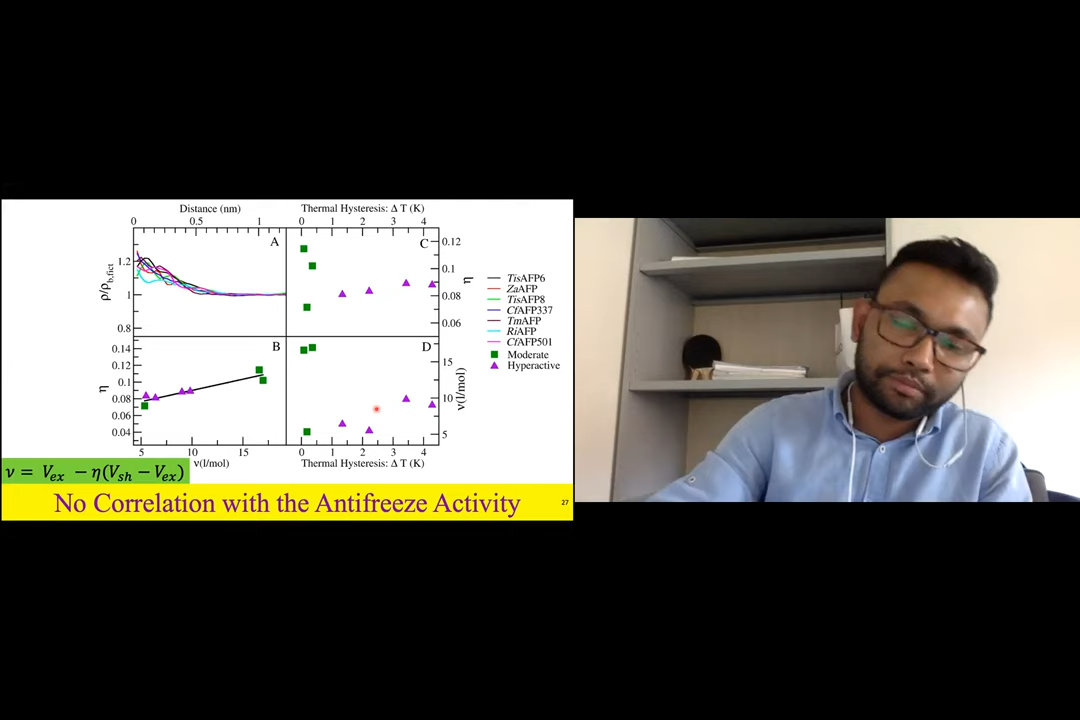 Distance (nm)
Thermal Hysteresis: Δ T (K)
0 0.5 1
0 1 2 3 4
A
C
1.2
1
0.8
ρ/ρb,fict
0.12
0.1
0.08
0.06
η
TisAFP6
ZaAFP
TisAFP8
CfAFP337
TmAFP
RiAFP
CfAFP501
Moderate
Hyperactive
B
D
0.14
0.12
0.1
0.08
0.06
0.04
η
15
10
5
ν(l/mol)
5 10 15
0 1 2 3 4
ν(l/mol)
Thermal Hysteresis: Δ T (K)
ν = Vex − η(Vsh − Vex)
No Correlation with the Antifreeze Activity
27